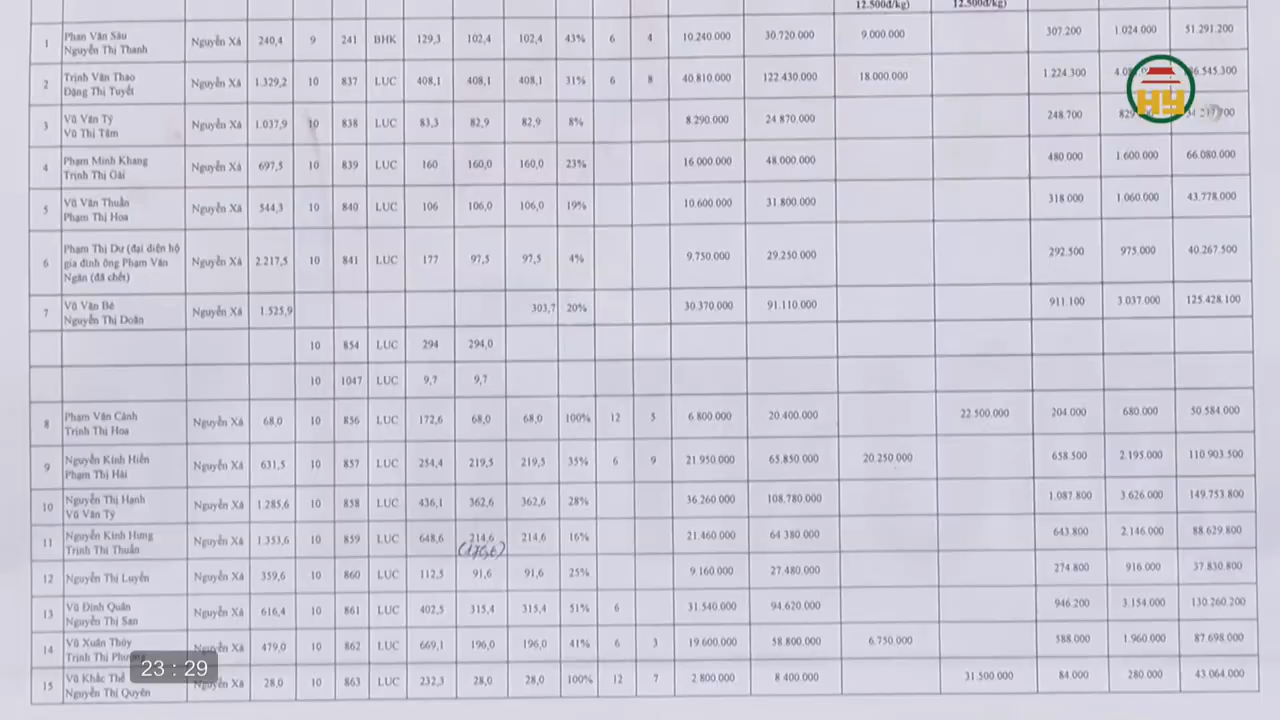 12.500đ/kg) 12.500đ/kg)
1 Phan Văn Sáu Nguyễn Xá 240,4 9 241 BHK 129,3 102,4 102,4 43% 6 4 10.240.000 30.720.000 9.000.000 307.200 1.024.000 51.291.200
Nguyễn Thị Thanh
2 Trịnh Văn Thao Nguyễn Xá 1.329,2 10 837 LUC 408,1 408,1 408,1 31% 6 8 40.810.000 122.430.000 18.000.000 1.224.300
Đặng Thị Tuyết
3 Vũ Văn Tý Nguyễn Xá 1.037,9 10 838 LUC 83,3 82,9 82,9 8% 8.290.000 24.870.000 248.700
Vũ Thị Tâm
HY
4 Phạm Minh Khang Nguyễn Xá 697,5 10 839 LUC 160 160,0 160,0 23% 16.000.000 48.000.000 480.000 1.600.000 66.080.000
Trịnh Thị Gái
5 Vũ Văn Thuần Nguyễn Xá 544,3 10 840 LUC 106 106,0 106,0 19% 10.600.000 31.800.000 318.000 1.060.000 43.778.000
Phạm Thị Hoa
6 Phạm Thị Dư (đại diện hộ Nguyễn Xá 2.217,5 10 841 LUC 177 97,5 97,5 4% 9.750.000 29.250.000 292.500 975.000 40.267.500
gia đình ông Phạm Văn
Ngân (đã chết)
7 Vũ Văn Bê Nguyễn Xá 1.525,9 303,7 20% 30.370.000 91.110.000 911.100 3.037.000 125.428.100
Nguyễn Thị Doãn
10 854 LUC 294 294,0
10 1047 LUC 9,7 9,7
8 Phạm Văn Cảnh Nguyễn Xá 68,0 10 856 LUC 172,6 68,0 68,0 100% 12 5 6.800.000 20.400.000 22.500.000 204.000 680.000 50.584.000
Trịnh Thị Hoa
9 Nguyễn Kinh Hiền Nguyễn Xá 631,5 10 857 LUC 254,4 219,5 219,5 35% 6 9 21.950.000 65.850.000 20.250.000 658.500 2.195.000 110.903.500
Phạm Thị Hài
10 Nguyễn Thị Hạnh Nguyễn Xá 1.285,6 10 858 LUC 436,1 362,6 362,6 28% 36.260.000 108.780.000 1.087.800 3.626.000 149.753.800
Vũ Văn Tý
11 Nguyễn Kinh Hưng Nguyễn Xá 1.353,6 10 859 LUC 648,6 214,6 214,6 16% 21.460.000 64.380.000 643.800 2.146.000 88.629.800
Trịnh Thị Thuần
12 Nguyễn Thị Luyến Nguyễn Xá 359,6 10 860 LUC 112,5 91,6 91,6 25% 9.160.000 27.480.000 274.800 916.000 37.830.800
13 Vũ Đình Quân Nguyễn Xá 616,4 10 861 LUC 402,5 315,4 315,4 51% 6 31.540.000 94.620.000 946.200 3.154.000 130.260.200
Nguyễn Thị San
14 Vũ Xuân Thủy Nguyễn Xá 479,0 10 862 LUC 669,1 196,0 196,0 41% 6 3 19.600.000 58.800.000 6.750.000 588.000 1.960.000 87.698.000
Trịnh Thị Phượng
23 : 29
15 Vũ Khắc Thể Nguyễn Xá 28,0 10 863 LUC 232,3 28,0 28,0 100% 12 7 2.800.000 8.400.000 31.500.000 84.000 280.000 43.064.000
Nguyễn Thị Quyên